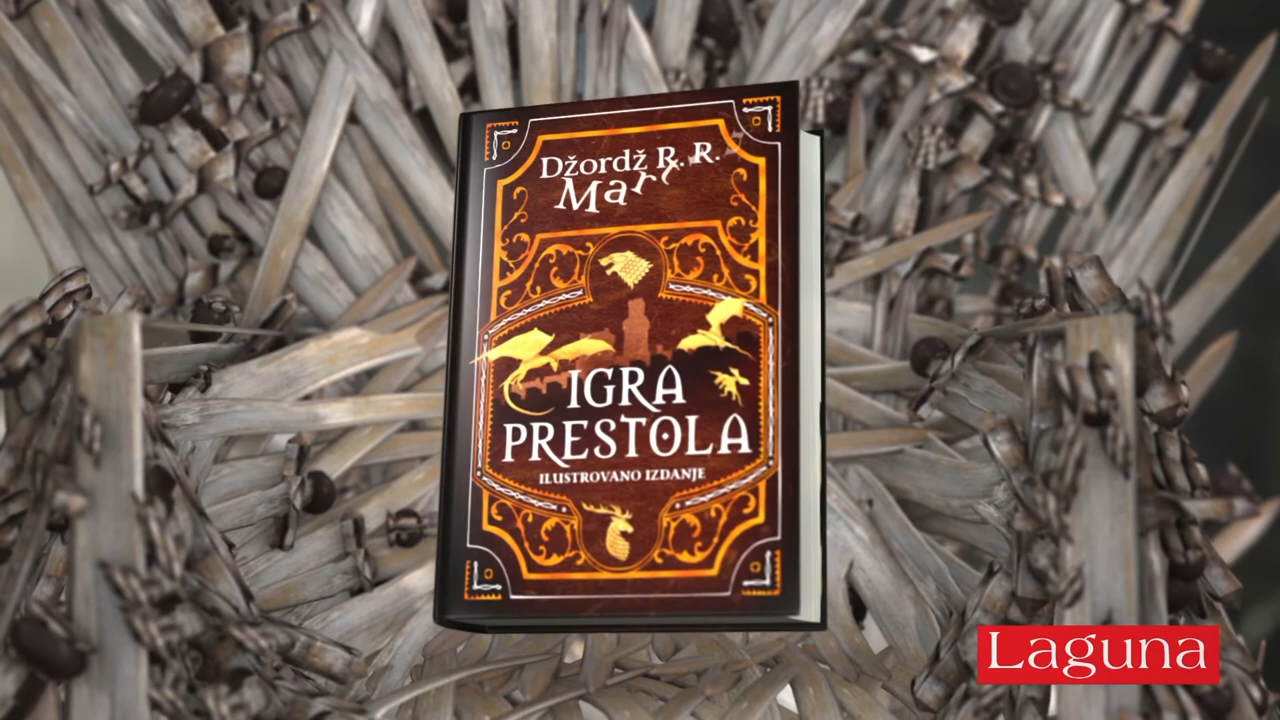 Džordž R. R.
IGRA
PRESTOLA
ILUSTROVANO IZDANJE
Laguna